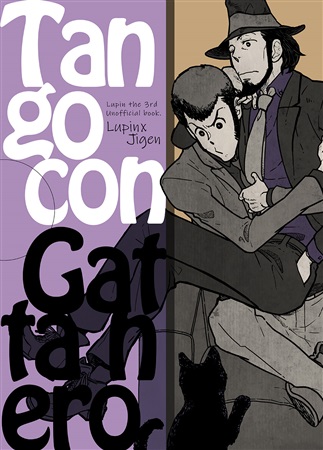 Tan
go
con
Lupin the 3rd
Unofficial book.
Lupinx
Jigen
Gat
ta n
ero